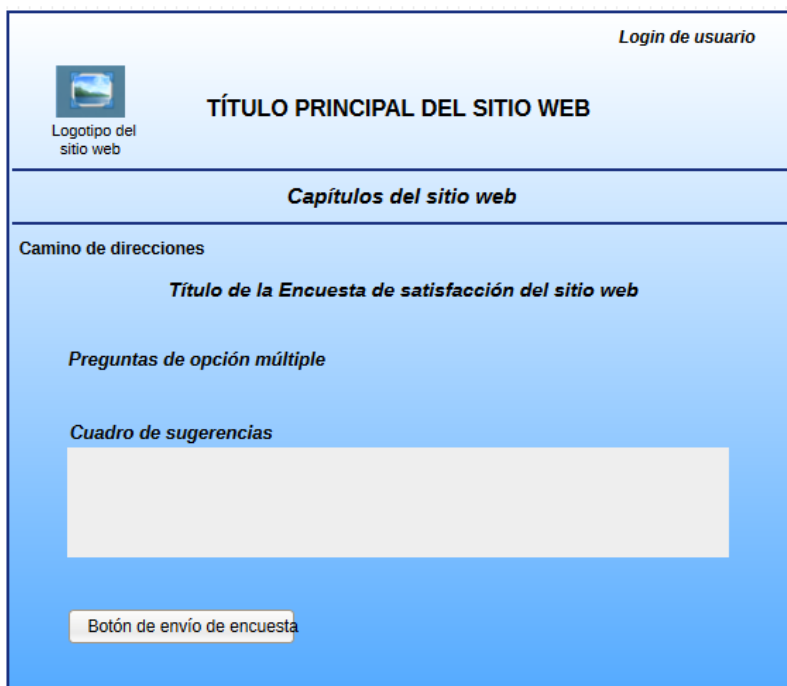 Login de usuario
TÍTULO PRINCIPAL DEL SITIO WEB
Logotipo del
sitio web
Capítulos del sitio web
Camino de direcciones
Título de la Encuesta de satisfacción del sitio web
Preguntas de opción múltiple
Cuadro de sugerencias
Botón de envío de encuesta